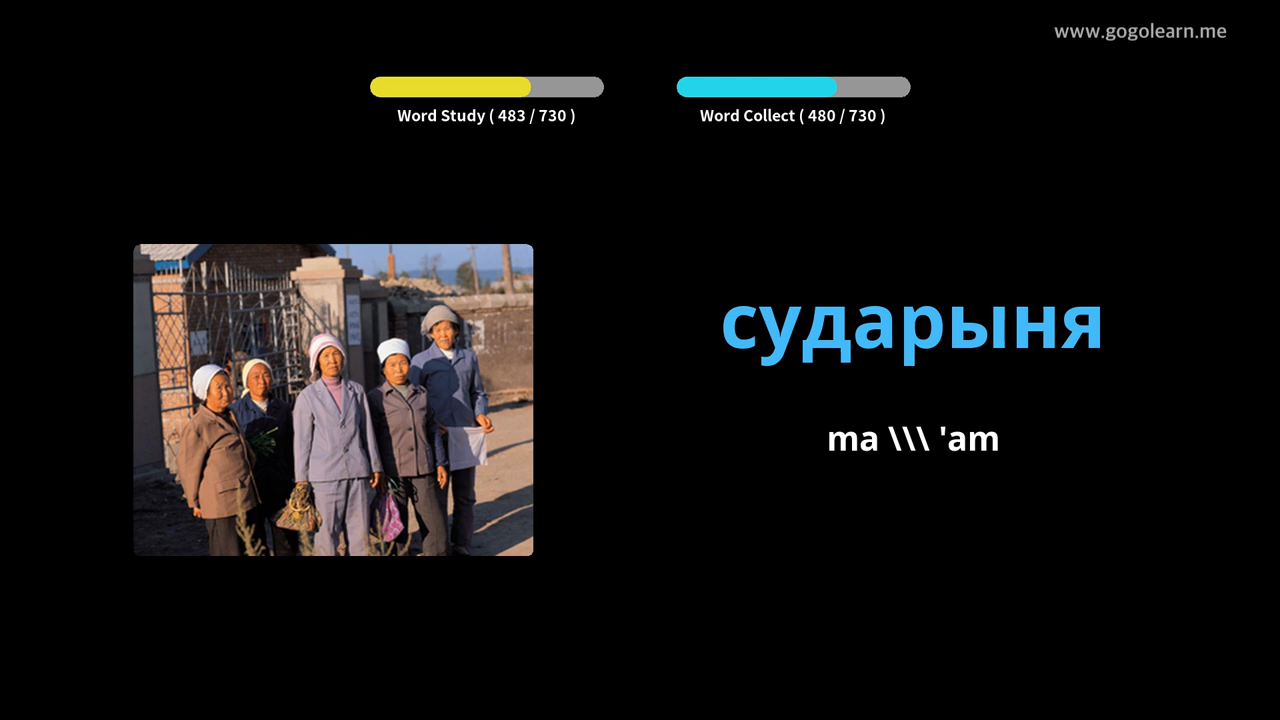 www.gogolearn.me
Word Study ( 483 / 730 )
Word Collect ( 480 / 730 )
сударыня
ma \\\ 'am